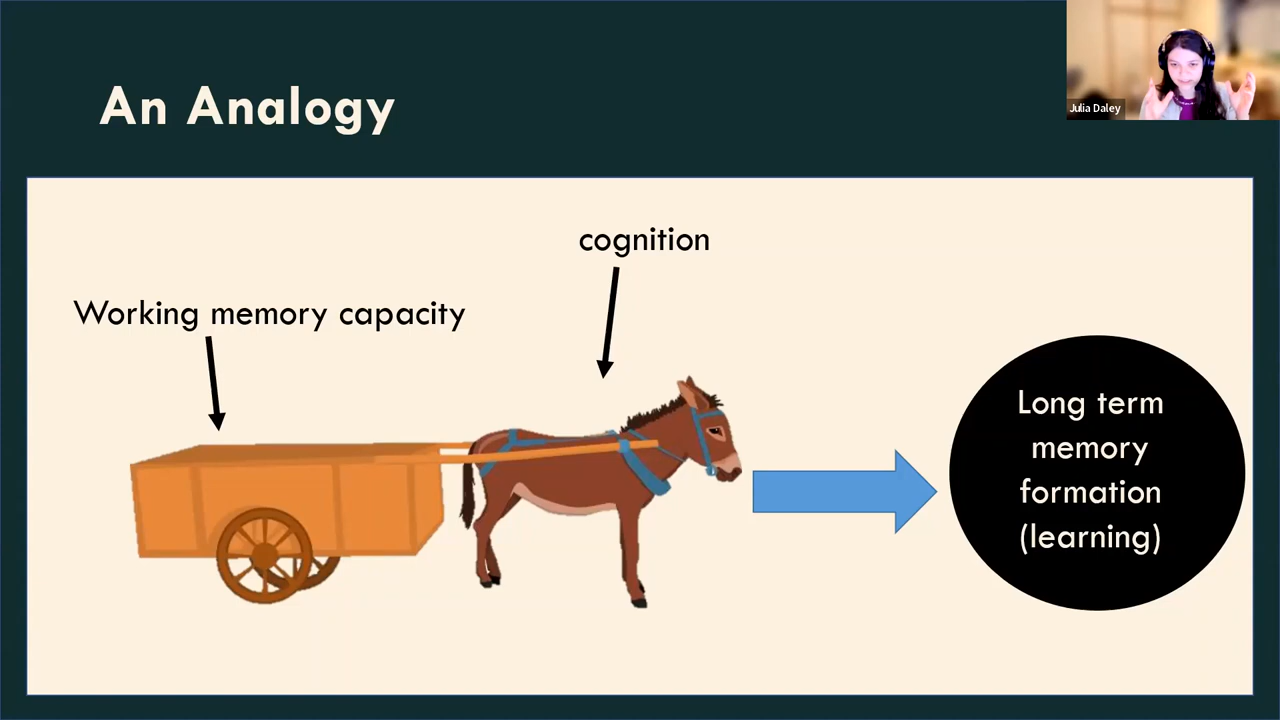 An Analogy
Julia Daley
cognition
Working memory capacity
Long term
memory
formation
(learning)